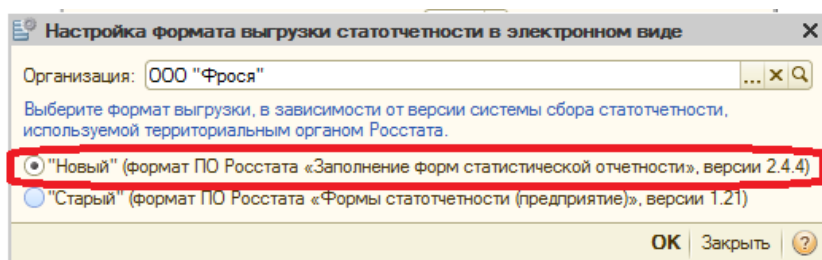 Настройка формата выгрузки статотчетности в электронном виде
Организация: ООО "Фрося"
Выберите формат выгрузки, в зависимости от версии системы сбора статотчетности,
используемой территориальным органом Росстата.
"Новый" (формат ПО Росстата «Заполнение форм статистической отчетности», версии 2.4.4)
"Старый" (формат ПО Росстата «Формы статотчетности (предприятие)», версии 1.21)
OK Закрыть ?